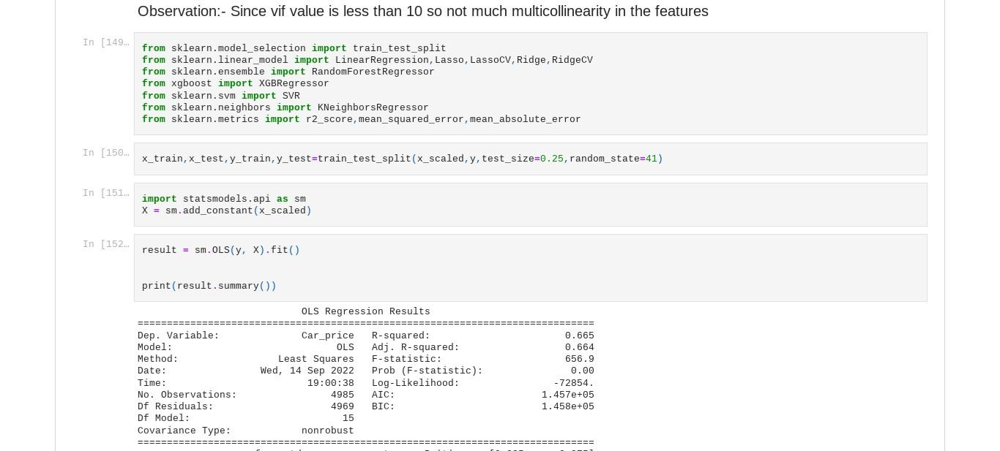 Observation:- Since vif value is less than 10 so not much multicollinearity in the features
In [149…
from sklearn.model_selection import train_test_split
from sklearn.linear_model import LinearRegression,Lasso,LassoCV,Ridge,RidgeCV
from sklearn.ensemble import RandomForestRegressor
from xgboost import XGBRegressor
from sklearn.svm import SVR
from sklearn.neighbors import KNeighborsRegressor
from sklearn.metrics import r2_score,mean_squared_error,mean_absolute_error
In [150…
x_train,x_test,y_train,y_test=train_test_split(x_scaled,y,test_size=0.25,random_state=41)
In [151…
import statsmodels.api as sm
X = sm.add_constant(x_scaled)
In [152…
result = sm.OLS(y, X).fit()
print(result.summary())
OLS Regression Results
==============================================================================
Dep. Variable: Car_price R-squared: 0.665
Model: OLS Adj. R-squared: 0.664
Method: Least Squares F-statistic: 656.9
Date: Wed, 14 Sep 2022 Prob (F-statistic): 0.00
Time: 19:00:38 Log-Likelihood: -72854.
No. Observations: 4985 AIC: 1.457e+05
Df Residuals: 4969 BIC: 1.458e+05
Df Model: 15
Covariance Type: nonrobust
==============================================================================